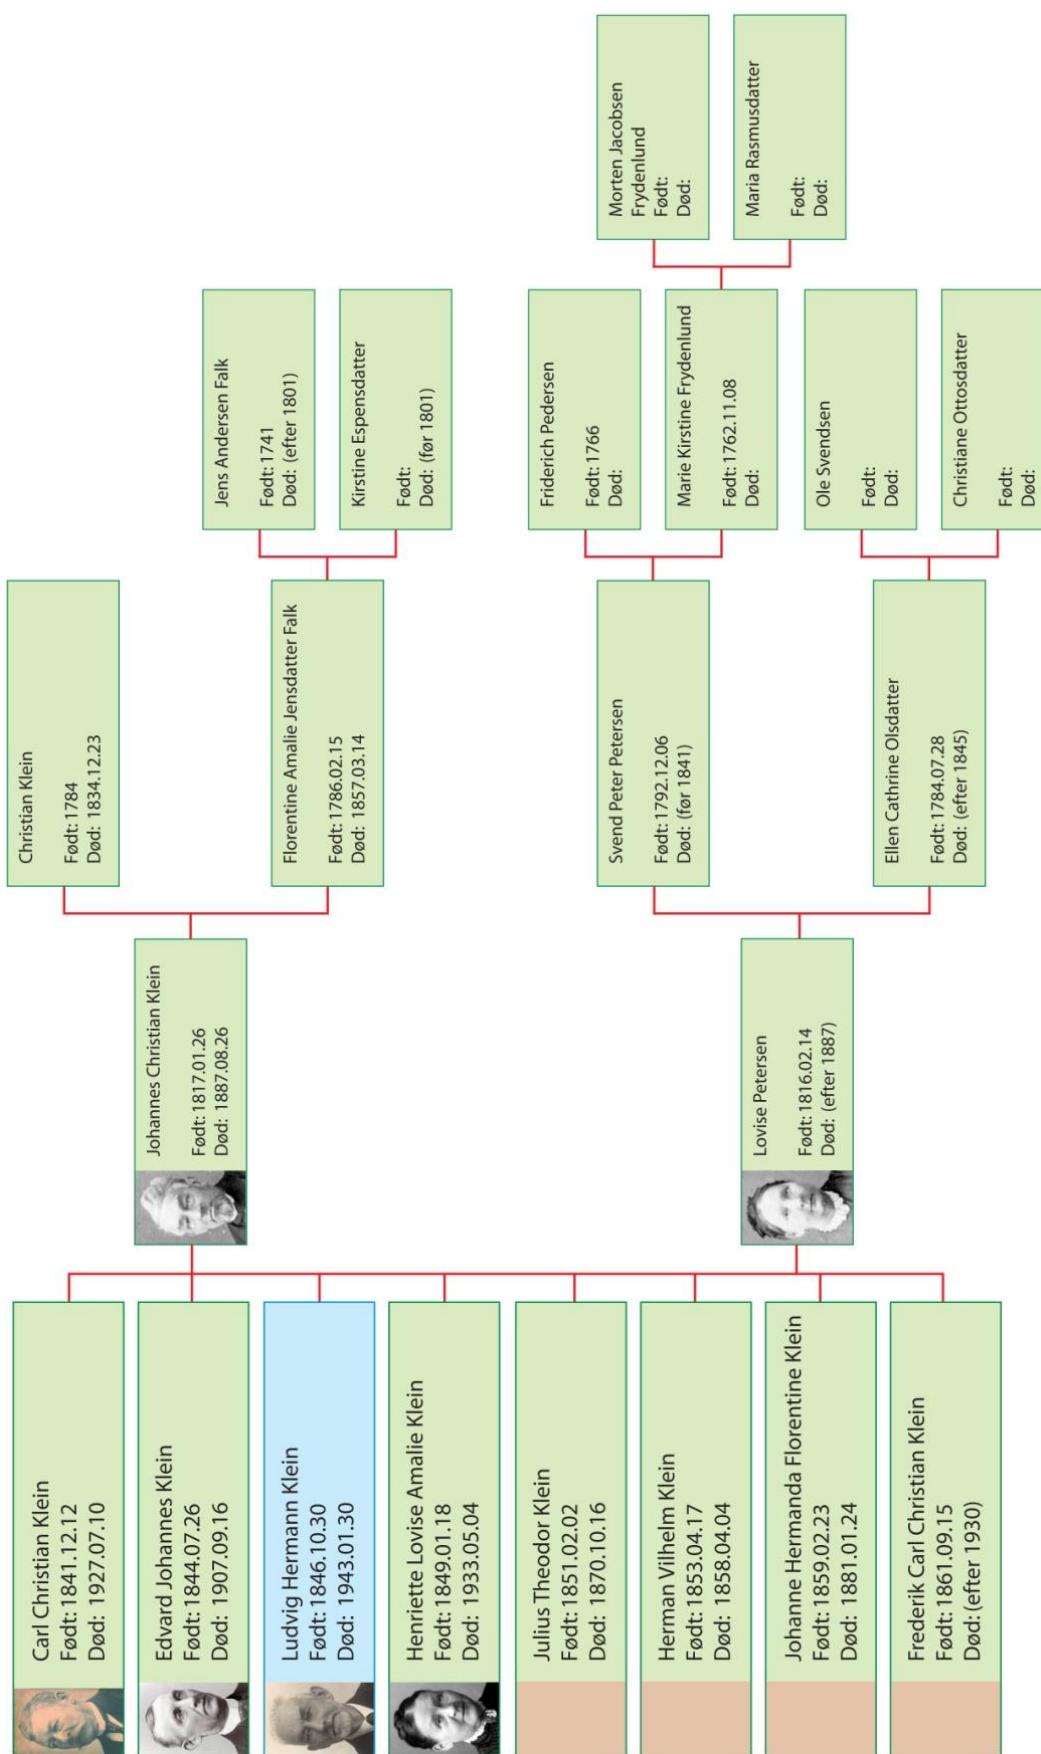 Carl Christian Klein
Født: 1841.12.12
Død: 1927.07.10
Edvard Johannes Klein
Født: 1844.07.26
Død: 1907.09.16
Ludvig Hermann Klein
Født: 1846.10.30
Død: 1943.01.30
Henriette Lovise Amalie Klein
Født: 1849.01.18
Død: 1933.05.04
Julius Theodor Klein
Født: 1851.02.02
Død: 1870.10.16
Herman Vilhelm Klein
Født: 1853.04.17
Død: 1858.04.04
Johanne Hermanda Florentine Klein
Født: 1859.02.23
Død: 1881.01.24
Frederik Carl Christian Klein
Født: 1861.09.15
Død: (efter 1930)
Johannes Christian Klein
Født: 1817.01.26
Død: 1887.08.26
Lovise Petersen
Født: 1816.02.14
Død: (efter 1887)
Christian Klein
Født: 1784
Død: 1834.12.23
Florentine Amalie Jensdatter Falk
Født: 1786.02.15
Død: 1857.03.14
Svend Peter Petersen
Født: 1792.12.06
Død: (før 1841)
Ellen Cathrine Olsdatter
Født: 1784.07.28
Død: (efter 1845)
Jens Andersen Falk
Født: 1741
Død: (efter 1801)
Kirstine Espensdatter
Født:
Død: (før 1801)
Friderich Pedersen
Født: 1766
Død:
Marie Kirstine Frydenlund
Født: 1762.11.08
Død:
Ole Svendsen
Født:
Død:
Christiane Ottosdatter
Født:
Død:
Morten Jacobsen
Frydenlund
Født:
Død:
Maria Rasmusdatter
Født:
Død: